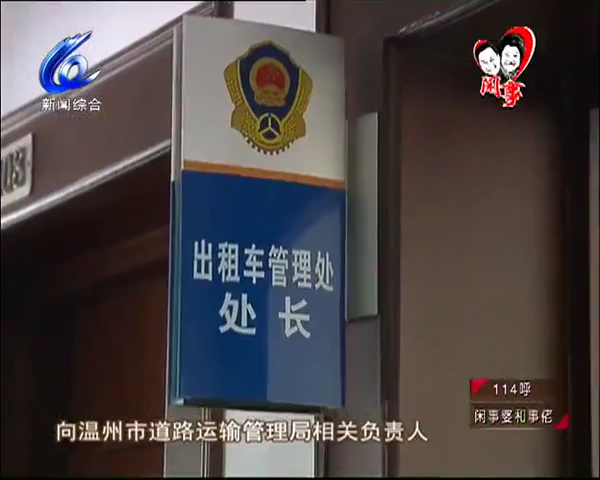 新闻综合
闲事
03
出租车管理处
处 长
114呼
闲事婆和事佬
向温州市道路运输管理局相关负责人